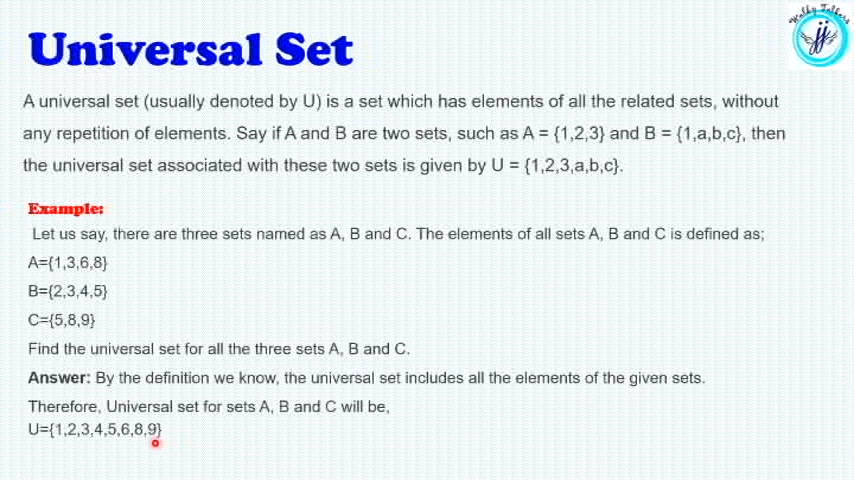 Walky Talkers
jj
Universal Set
A universal set (usually denoted by U) is a set which has elements of all the related sets, without
any repetition of elements. Say if A and B are two sets, such as A = {1,2,3} and B = {1,a,b,c}, then
the universal set associated with these two sets is given by U = {1,2,3,a,b,c}.
Example:
Let us say, there are three sets named as A, B and C. The elements of all sets A, B and C is defined as;
A={1,3,6,8}
B={2,3,4,5}
C={5,8,9}
Find the universal set for all the three sets A, B and C.
Answer: By the definition we know, the universal set includes all the elements of the given sets.
Therefore, Universal set for sets A, B and C will be,
U={1,2,3,4,5,6,8,9}